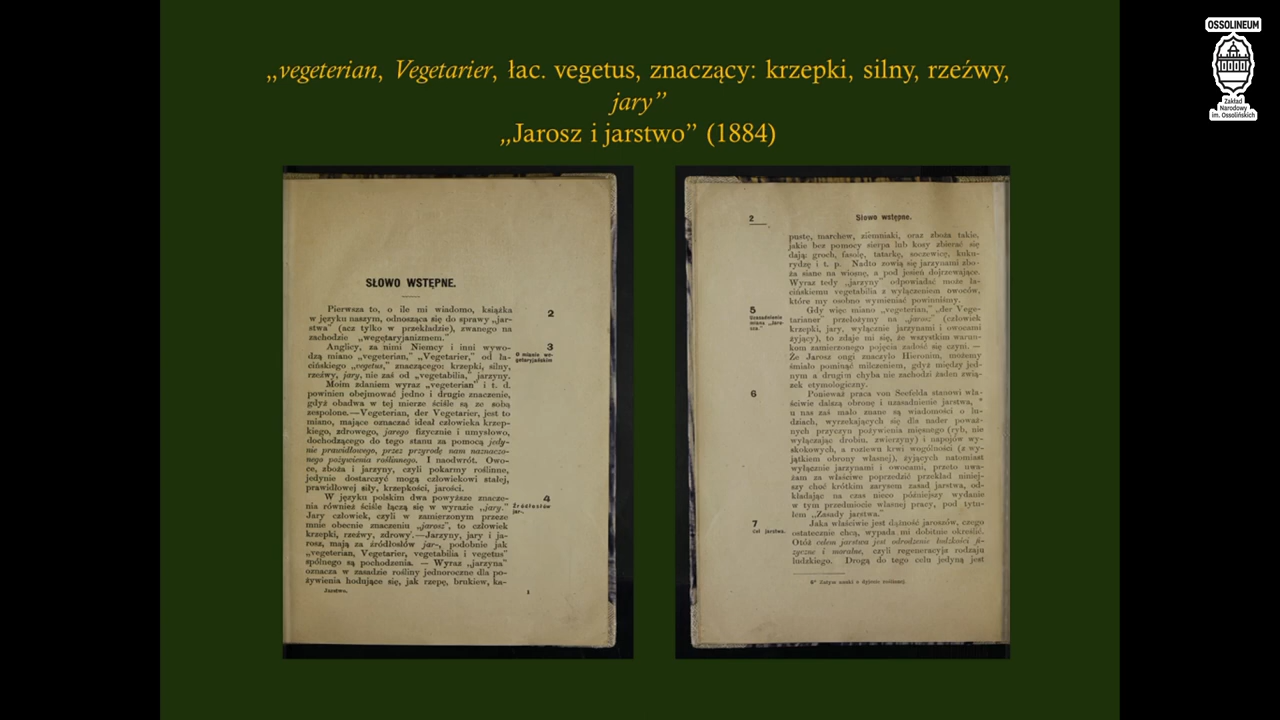 „vegeterian, Vegetarier, łac. vegetus, znaczący: krzepki, silny, rzeźwy,
jary”
„Jarosz i jarstwo” (1884)
OSSOLINEUM
Zakład
Narodowy
im. Ossolińskich
SŁOWO WSTĘPNE.
Pierwsza to, o ile mi wiadomo, książka
w języku naszym, odnosząca się do sprawy „jar-
stwa” (acz tylko w przekładzie), zwanego na
zachodzie „wegętaryjanizmem.”
2
Anglicy, za nimi Niemcy i inni wywo-
dzą miano „vegeterian,” „Vegetarier,” od ła-
cińskiego „vegetus,” znaczącego: krzepki, silny,
rzeźwy, jary, nie zaś od „vegetabilia,” jarzyny.
3
O mianie we-
getaryjańskim
Moim zdaniem wyraz „vegeterian” i t. d.
powinien obejmować jedno i drugie znaczenie,
gdyż obadwa w tej mierze ściśle są ze sobą
zespolone.—Vegeterian, der Vegetarier, jest to
miano, mające oznaczać ideał człowieka krzep-
kiego, zdrowego, jarego fizycznie i umysłowo,
dochodzącego do tego stanu za pomocą jedy-
nie prawidłowego, przez przyrodę nam naznaczo-
nego pożywienia roślinnego. I naodwrót. Owo-
ce, zboża i jarzyny, czyli pokarmy roślinne,
jedynie dostarczyć mogą człowiekowi stałej,
prawidłowej siły, krzepkości, jarości.
W języku polskim dwa powyższe znacze-
nia również ściśle łączą się w wyrazie „jary.”
Jary człowiek, czyli w zamierzonym przeze
mnie obecnie znaczeniu „jarosz”, to człowiek
krzepki, rzeźwy, zdrowy.—Jarzyny, jary i ja-
rosz, mają za źródłosłów jar-, podobnie jak
„vegeterian, Vegetarier, vegetabilia i vegetus”
spólnego są pochodzenia. — Wyraz „jarzyna”
oznacza w zasadzie rośliny jednoroczne dla po-
żywienia hodujące się, jak rzepę, brukiew, ka-
4
Źródłosłów
jar-.
Jarstwo.
1
2
Słowo wstępne.
pustę, marchew, ziemniaki, oraz zboża takie,
jakie bez pomocy sierpa lub kosy zbierać się
dają: groch, fasolę, tatarkę, soczewicę, kuku-
rydzę i t. p. Nadto zowią się jarzynami zbo-
ża siane na wiosnę, a pod jesień dojrzewające.
Wyraz tedy „jarzyny” odpowiadać może ła-
cińskiemu vegetabilia z wyłączeniem owoców,
które my osobno wymieniać powinniśmy.
5
Uzasadnienie
miana „jaro-
sza.”
Gdy więc miano „vegeterian,” „der Vege-
tarianer” przełożymy na „jarosz” (człowiek
krzepki, jary, wyłącznie jarzynami i owocami
żyjący), to zdaje mi się, że wszystkim warun-
kom zamierzonego pojęcia zadość się czyni. —
Że Jarosz ongi znaczyło Hieronim, możemy
śmiało pominąć milczeniem, gdyż między jed-
nym a drugim chyba nie zachodzi żaden zwią-
zek etymologiczny.
6
Ponieważ praca von Seefelda stanowi wła-
ściwie dalszą obronę i uzasadnienie jarstwa, *
u nas zaś mało znane są wiadomości o lu-
dziach, wyrzekających się dla nader poważ-
nych przyczyn pożywienia mięsnego (ryb, nie
wyłączając drobiu, zwierzyny) i napojów wy-
skokowych, a rozlewu krwi wogólności (z wy-
jątkiem obrony własnej), żyjących natomiast
wyłącznie jarzynami i owocami, przeto uwa-
żam za właściwe poprzedzić przekład niniej-
szy choć krótkim zarysem zasad jarstwa, od-
kładając na czas nieco późniejszy wydanie
w tym przedmiocie własnej pracy, pod tytu-
łem „Zasady jarstwa.”
7
Cel jarstwa.
Jaka właściwie jest dążność jaroszów, czego
ostatecznie chcą, wypada mi dobitnie określić.
Otóż celem jarstwa jest odrodzenie ludzkości fi-
zyczne i moralne, czyli regeneracyja rodzaju
ludzkiego. Drogą do tego celu jedyną jest